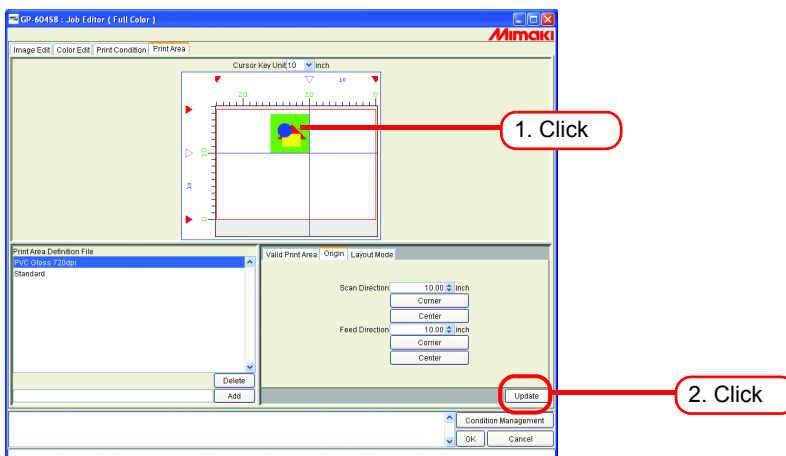 GP-604SB : Job Editor ( Full Color )
Mimaki
Image Edit Color Edit Print Condition Print Area
Cursor Key Unit 10 inch
10
20 10 0
1. Click
10
10
0
Print Area Definition File
PVC Gloss 720dpi
Standard
Delete
Add
Valid Print Area Origin Layout Mode
Scan Direction 10.00 inch
Corner
Center
Feed Direction 10.00 inch
Corner
Center
Update
2. Click
Condition Management
OK Cancel